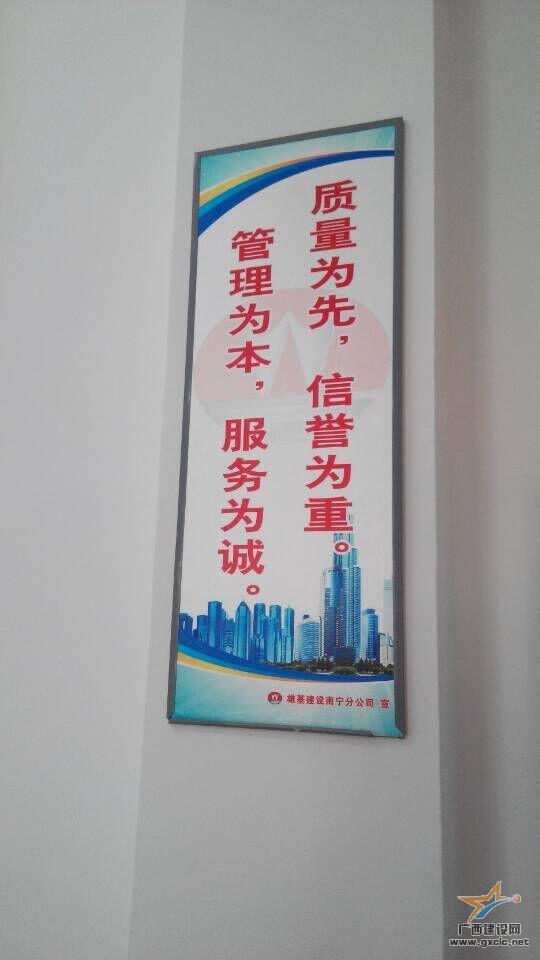 质量为先，信誉为重。
管理为本，服务为诚。
雄基建设南宁分公司 宣
广西建设网
www.gxcic.net